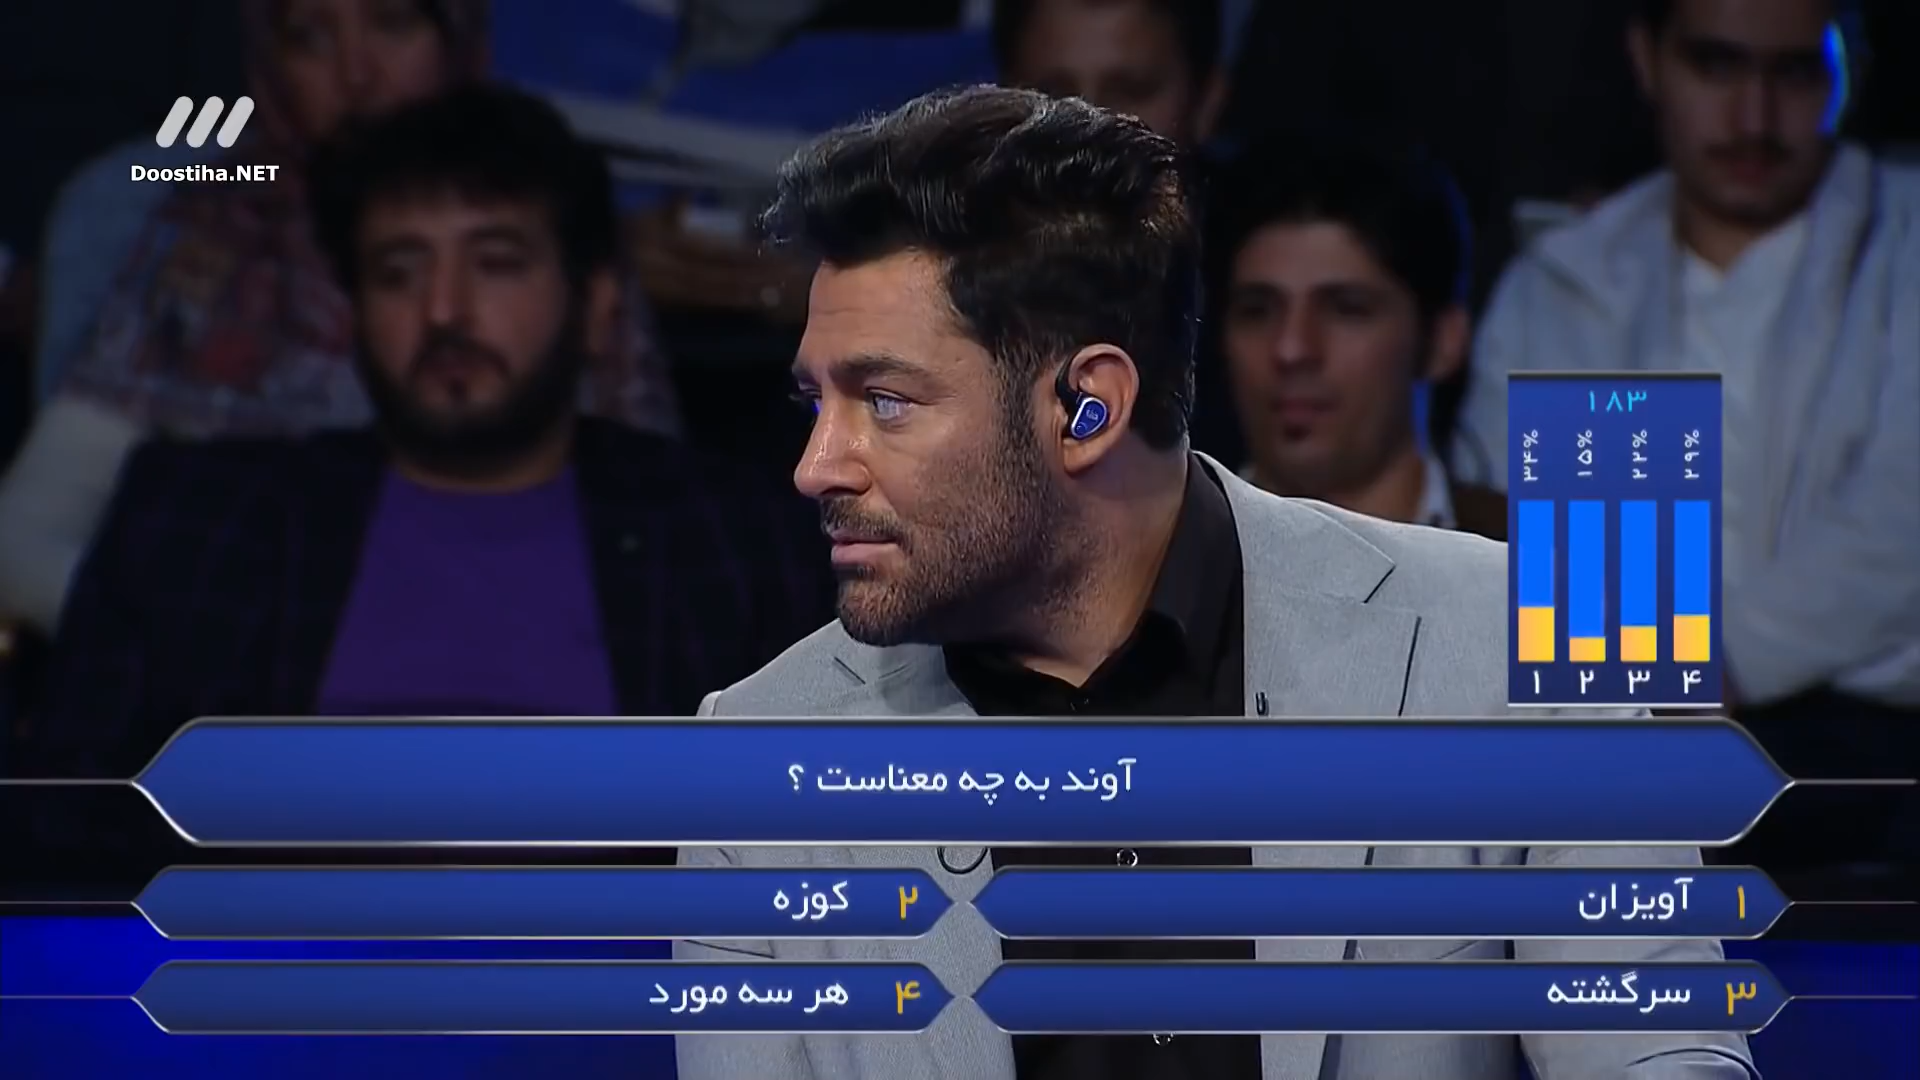 Doostiha.NET
۱۸۳
۳۴% ۱۵% ۲۲% ۲۹%
۱ ۲ ۳ ۴
آوند به چه معناست ؟
۱ آویزان
۲ کوزه
۳ سرگشته
۴ هر سه مورد